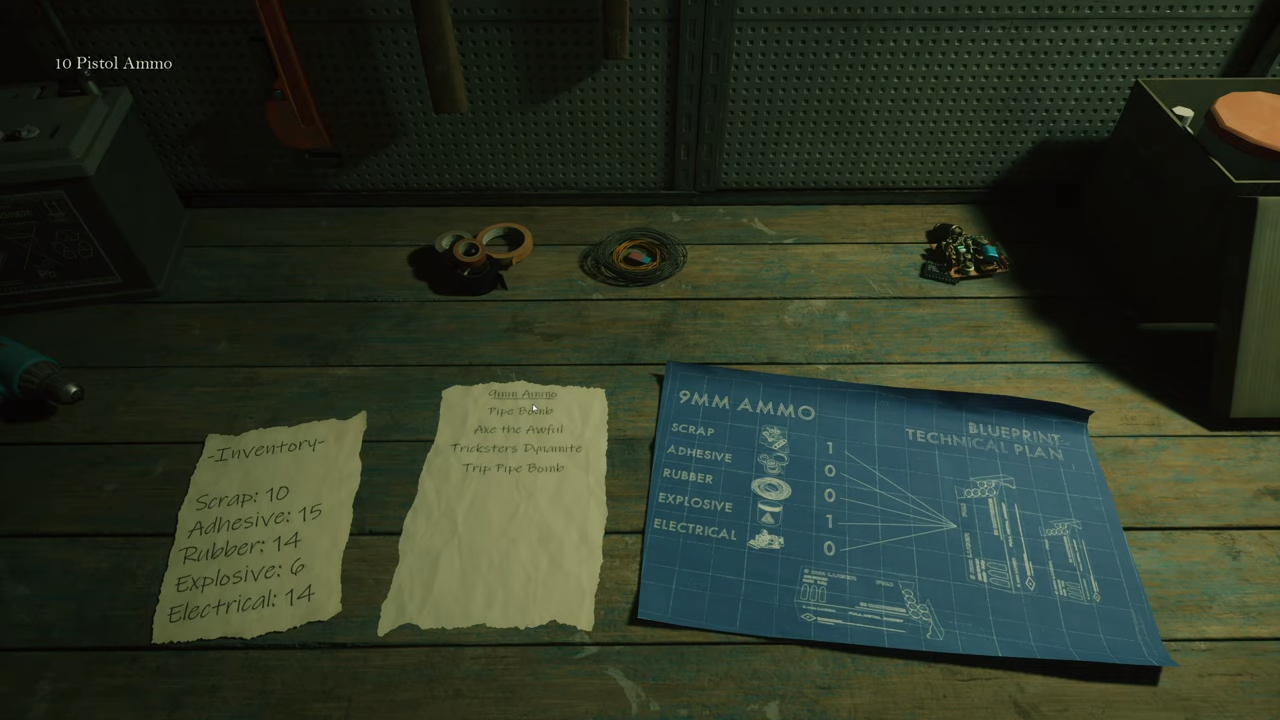 10 Pistol Ammo
-Inventory-
Scrap: 10
Adhesive: 15
Rubber: 14
Explosive: 6
Electrical: 14
9mm Ammo
Pipe Bomb
Axe the Awful
Tricksters Dynamite
Trip Pipe Bomb
9MM AMMO
BLUEPRINT
TECHNICAL PLAN
SCRAP 1
ADHESIVE 0
RUBBER 0
EXPLOSIVE 1
ELECTRICAL 0